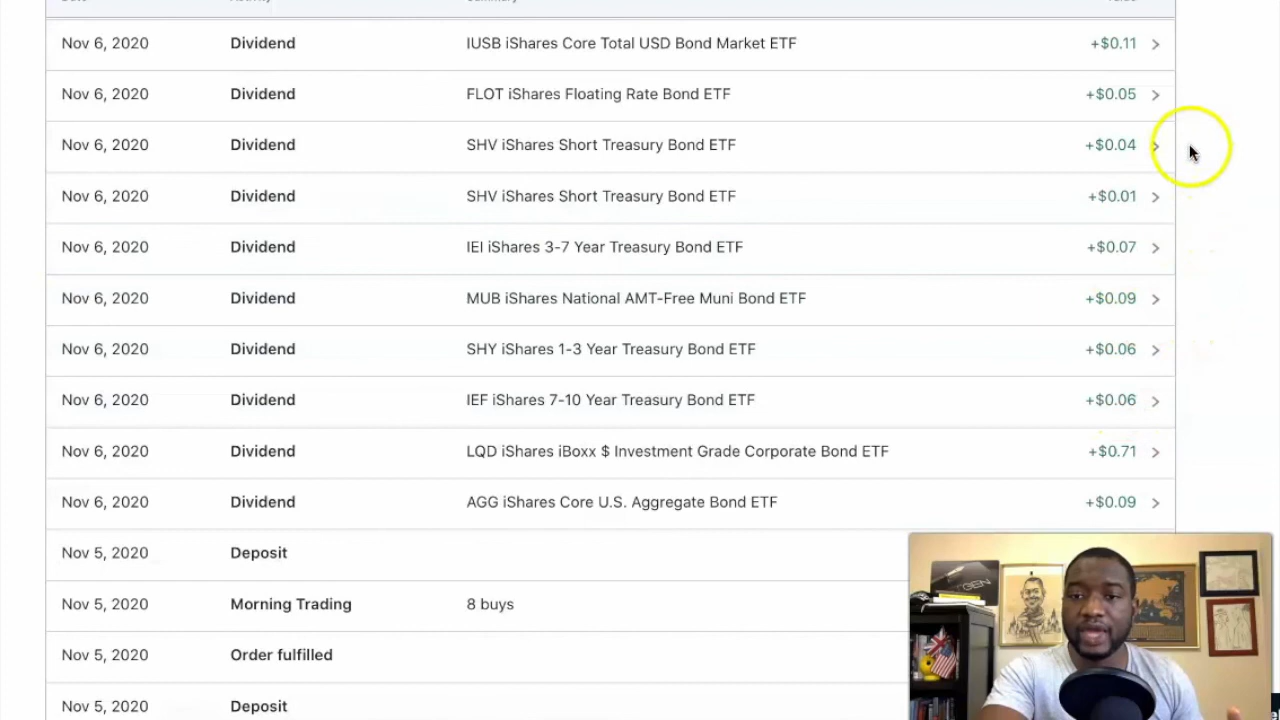 Nov 6, 2020 Dividend IUSB iShares Core Total USD Bond Market ETF +$0.11
Nov 6, 2020 Dividend FLOT iShares Floating Rate Bond ETF +$0.05
Nov 6, 2020 Dividend SHV iShares Short Treasury Bond ETF +$0.04
Nov 6, 2020 Dividend SHV iShares Short Treasury Bond ETF +$0.01
Nov 6, 2020 Dividend IEI iShares 3-7 Year Treasury Bond ETF +$0.07
Nov 6, 2020 Dividend MUB iShares National AMT-Free Muni Bond ETF +$0.09
Nov 6, 2020 Dividend SHY iShares 1-3 Year Treasury Bond ETF +$0.06
Nov 6, 2020 Dividend IEF iShares 7-10 Year Treasury Bond ETF +$0.06
Nov 6, 2020 Dividend LQD iShares iBoxx $ Investment Grade Corporate Bond ETF +$0.71
Nov 6, 2020 Dividend AGG iShares Core U.S. Aggregate Bond ETF +$0.09
Nov 5, 2020 Deposit
Nov 5, 2020 Morning Trading 8 buys
Nov 5, 2020 Order fulfilled
Nov 5, 2020 Deposit